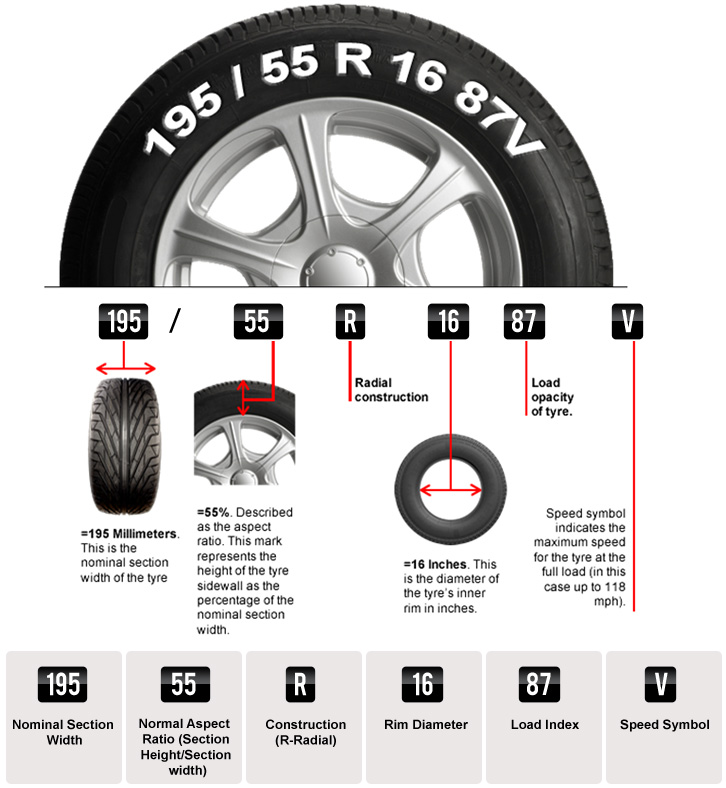 195 / 55 R 16 87V
195 / 55 R 16 87 V
Radial
construction
Load
opacity
of tyre.
=195 Millimeters.
This is the
nominal section
width of the tyre
=55%. Described
as the aspect
ratio. This mark
represents the
height of the tyre
sidewall as the
percentage of the
nominal section
width.
=16 Inches. This
is the diameter of
the tyre's inner
rim in inches.
Speed symbol
indicates the
maximum speed
for the tyre at the
full load (in this
case up to 118
mph).
195
Nominal Section
Width
55
Normal Aspect
Ratio (Section
Height/Section
width)
R
Construction
(R-Radial)
16
Rim Diameter
87
Load Index
V
Speed Symbol